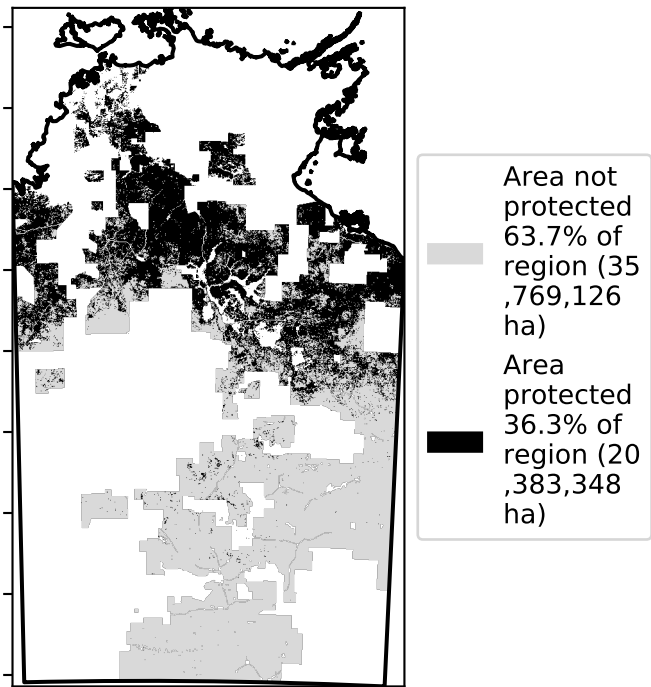 Area not
protected
63.7% of
region (35
,769,126
ha)
Area
protected
36.3% of
region (20
,383,348
ha)